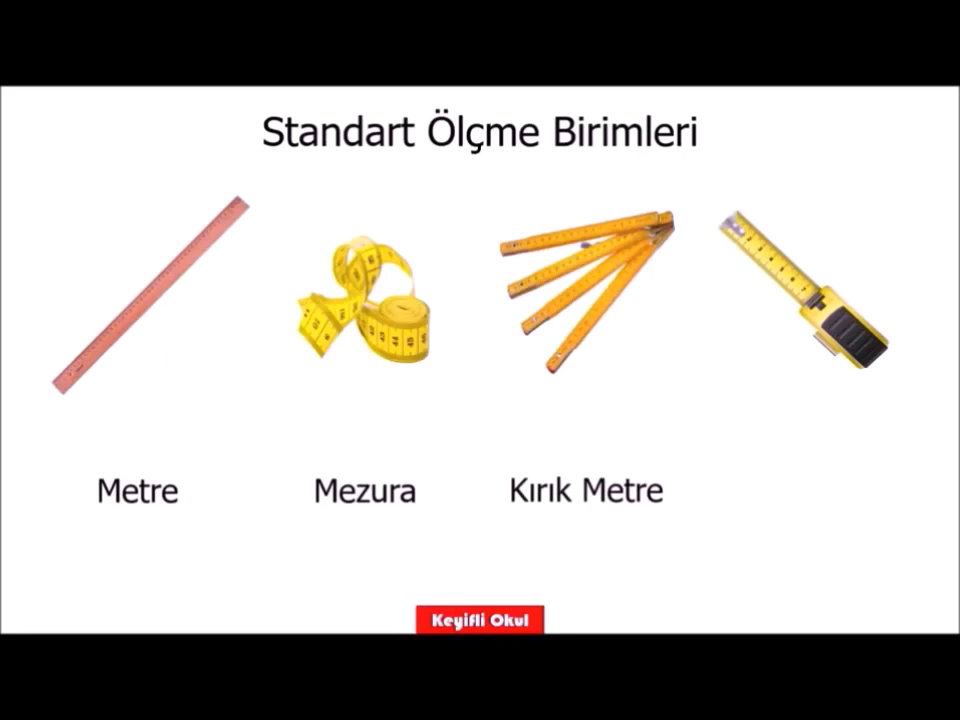 Standart Ölçme Birimleri
Metre
Mezura
Kırık Metre
Keyifli Okul